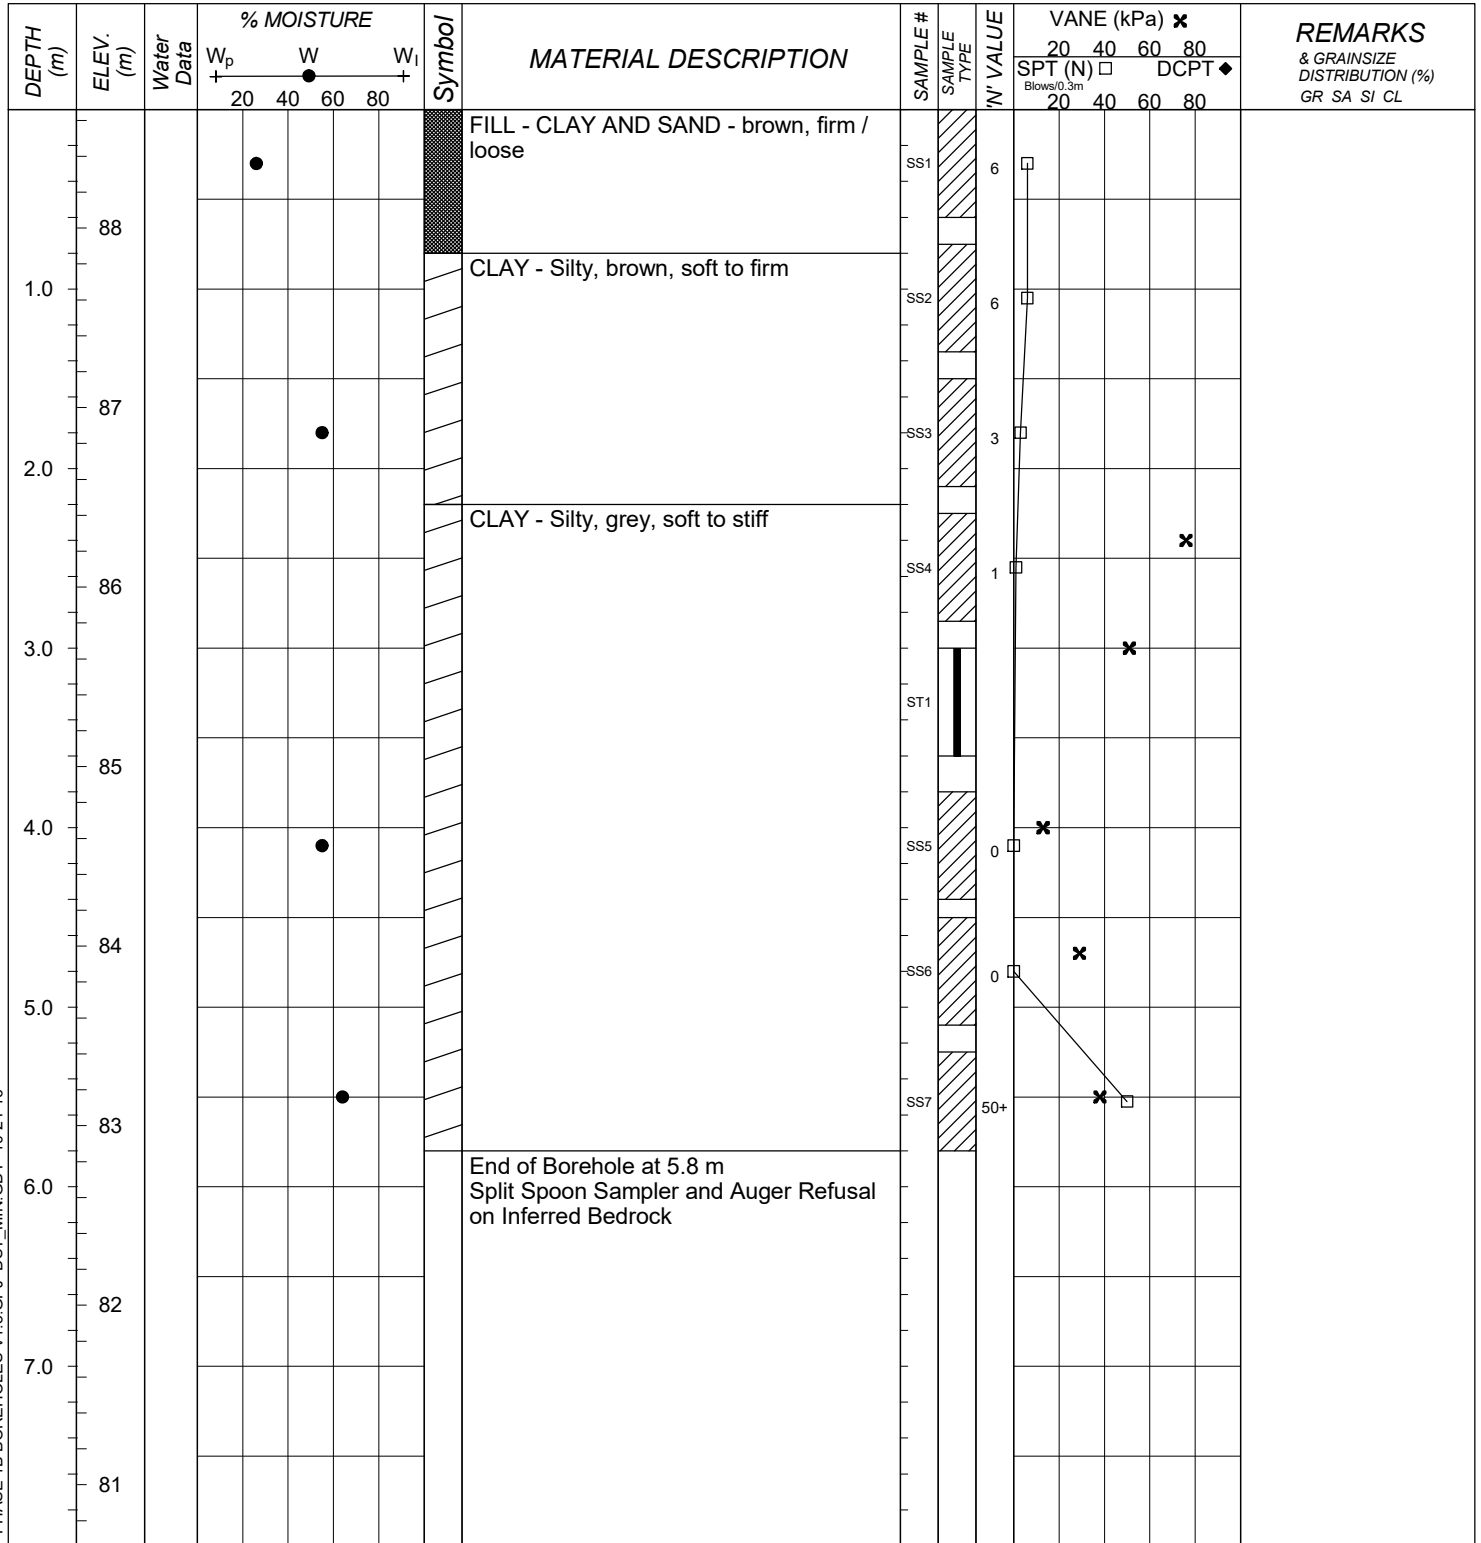 DEPTH (m)
ELEV. (m)
Water Data
% MOISTURE
Wp W Wl
20 40 60 80
Symbol
MATERIAL DESCRIPTION
SAMPLE #
SAMPLE TYPE
'N' VALUE
VANE (kPa)
20 40 60 80
SPT (N) DCPT
Blows/0.3m
20 40 60 80
REMARKS
& GRAINSIZE
DISTRIBUTION (%)
GR SA SI CL
FILL - CLAY AND SAND - brown, firm /
loose
SS1 6
88
CLAY - Silty, brown, soft to firm
1.0
SS2 6
87
SS3 3
2.0
CLAY - Silty, grey, soft to stiff
SS4 1
86
3.0
ST1
85
4.0
SS5 0
84
SS6 0
5.0
SS7 50+
83
End of Borehole at 5.8 m
6.0
Split Spoon Sampler and Auger Refusal
on Inferred Bedrock
82
7.0
81